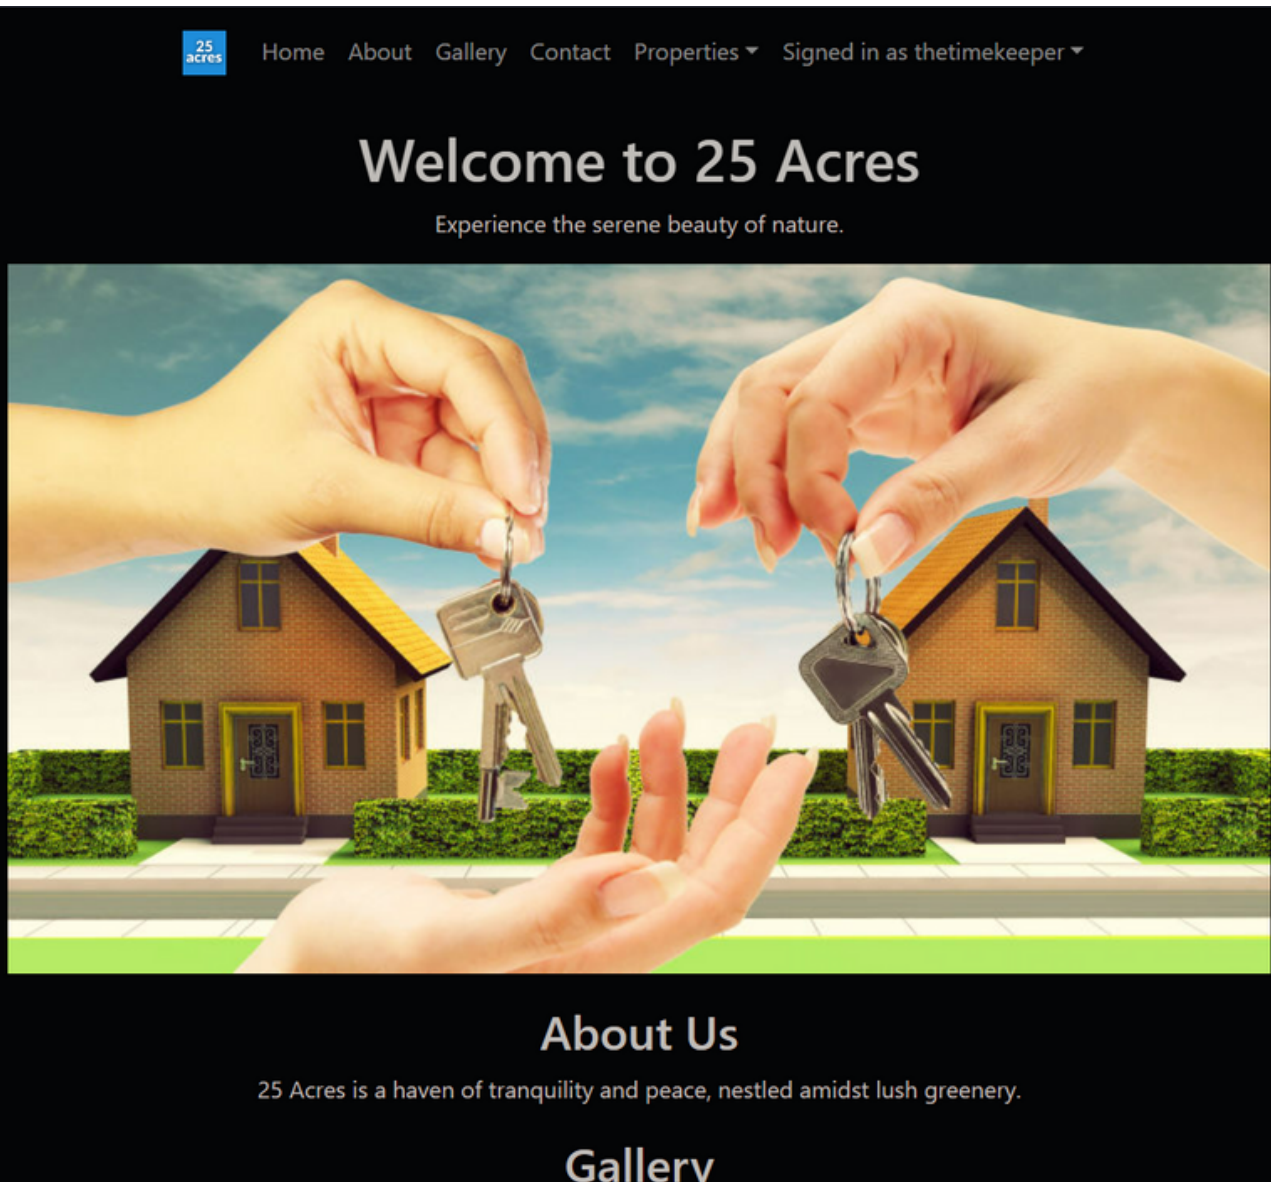 25
acres
Home About Gallery Contact Properties Signed in as thetimekeeper
Welcome to 25 Acres
Experience the serene beauty of nature.
About Us
25 Acres is a haven of tranquility and peace, nestled amidst lush greenery.
Gallery